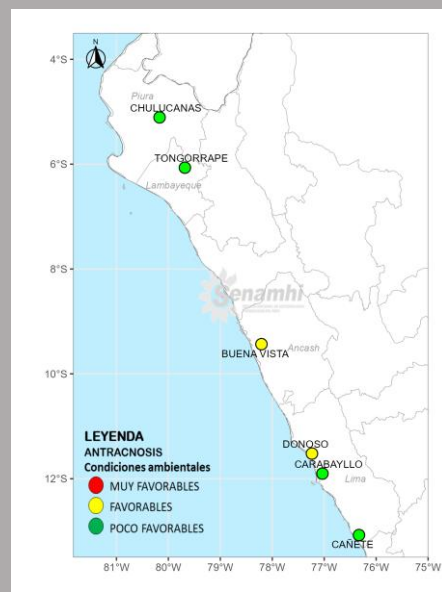 N
4°S
Piura
CHULUCANAS
6°S
TONGORRAPE
Lambayeque
8°S
Senamhi
BUENA VISTA
Ancash
10°S
LEYENDA
ANTRACNOSIS
Condiciones ambientales
MUY FAVORABLES
FAVORABLES
POCO FAVORABLES
DONOSO
CARABAYLLO
12°S
Lima
CAÑETE
81°W 80°W 79°W 78°W 77°W 76°W 75°W